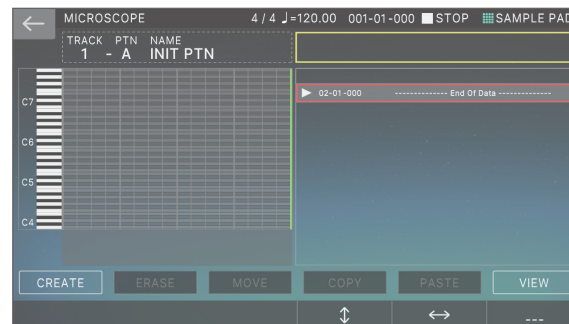 MICROSCOPE 4 / 4 ♩=120.00 001-01-000 STOP SAMPLE PAD
TRACK PTN NAME
1 - A INIT PTN
02-01-000 -------------- End Of Data -------------
C7
C6
C5
C4
CREATE ERASE MOVE COPY PASTE VIEW
---